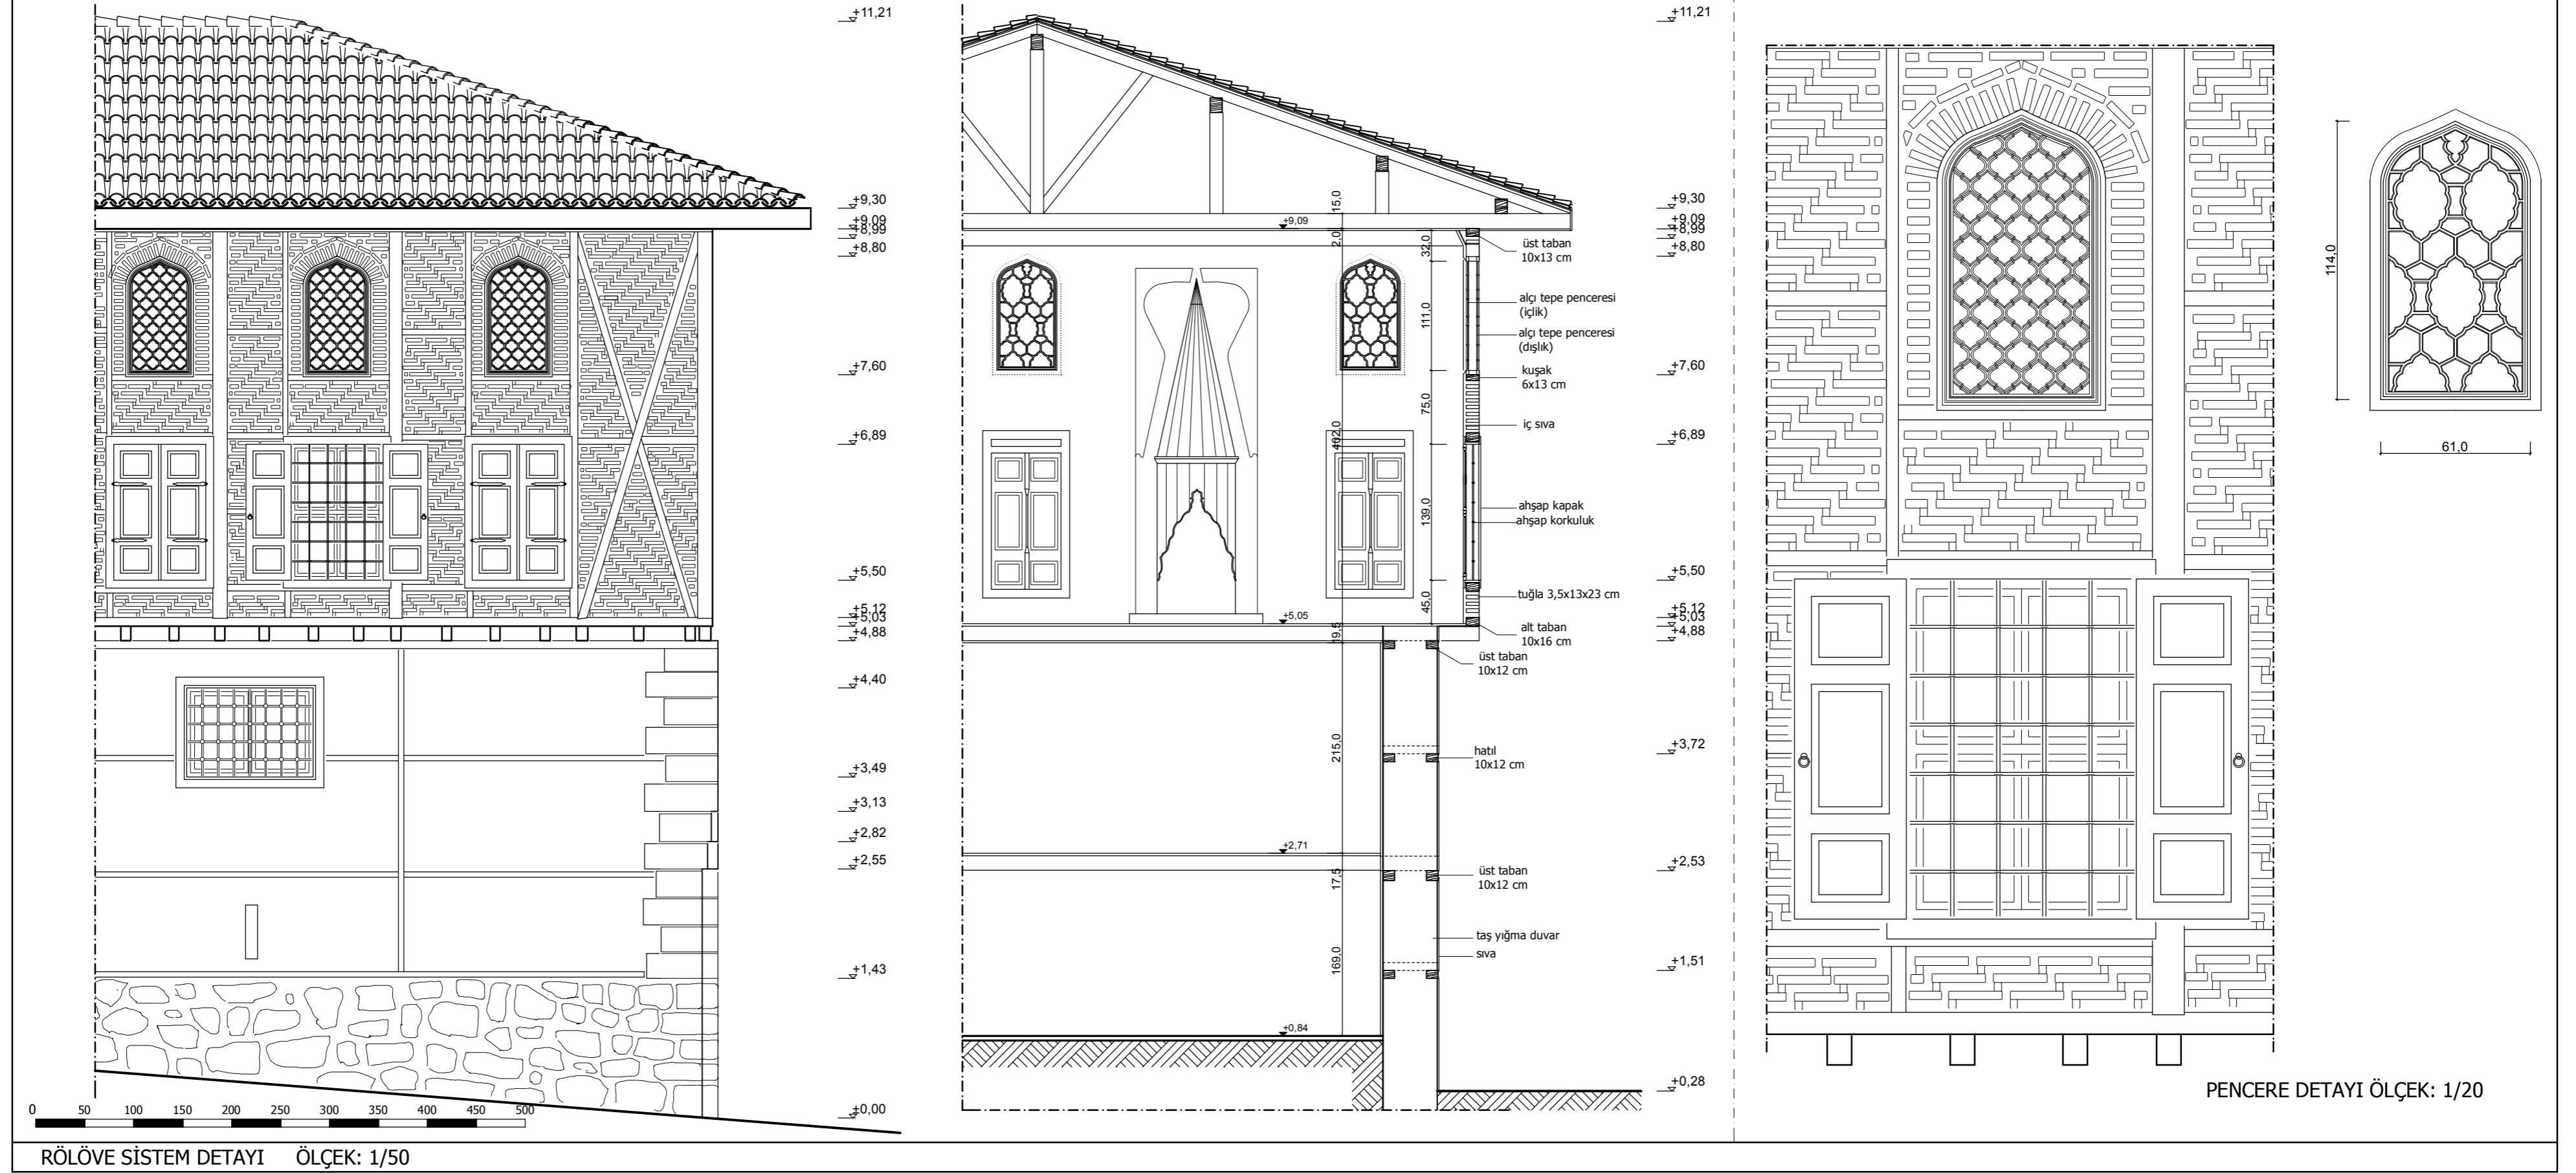 +11,21
+9,30
+9,09
+8,99
+8,80
+7,60
+6,89
+5,50
+5,12
+5,03
+4,88
+4,40
+3,49
+3,13
+2,82
+2,55
+1,43
+0,00
0 50 100 150 200 250 300 350 400 450 500
RÖLÖVE SİSTEM DETAYI ÖLÇEK: 1/50
15,0
+9,09
2,0
32,0
111,0
75,0
402,0
139,0
45,0
+5,05
19,5
215,0
+2,71
17,5
169,0
+0,84
üst taban
10x13 cm
alçı tepe penceresi
(içlik)
alçı tepe penceresi
(dışlık)
kuşak
6x13 cm
iç sıva
ahşap kapak
ahşap korkuluk
tuğla 3,5x13x23 cm
alt taban
10x16 cm
üst taban
10x12 cm
hatıl
10x12 cm
üst taban
10x12 cm
taş yığma duvar
sıva
+11,21
+9,30
+9,09
+8,99
+8,80
+7,60
+6,89
+5,50
+5,12
+5,03
+4,88
+3,72
+2,53
+1,51
+0,28
114,0
61,0
PENCERE DETAYI ÖLÇEK: 1/20